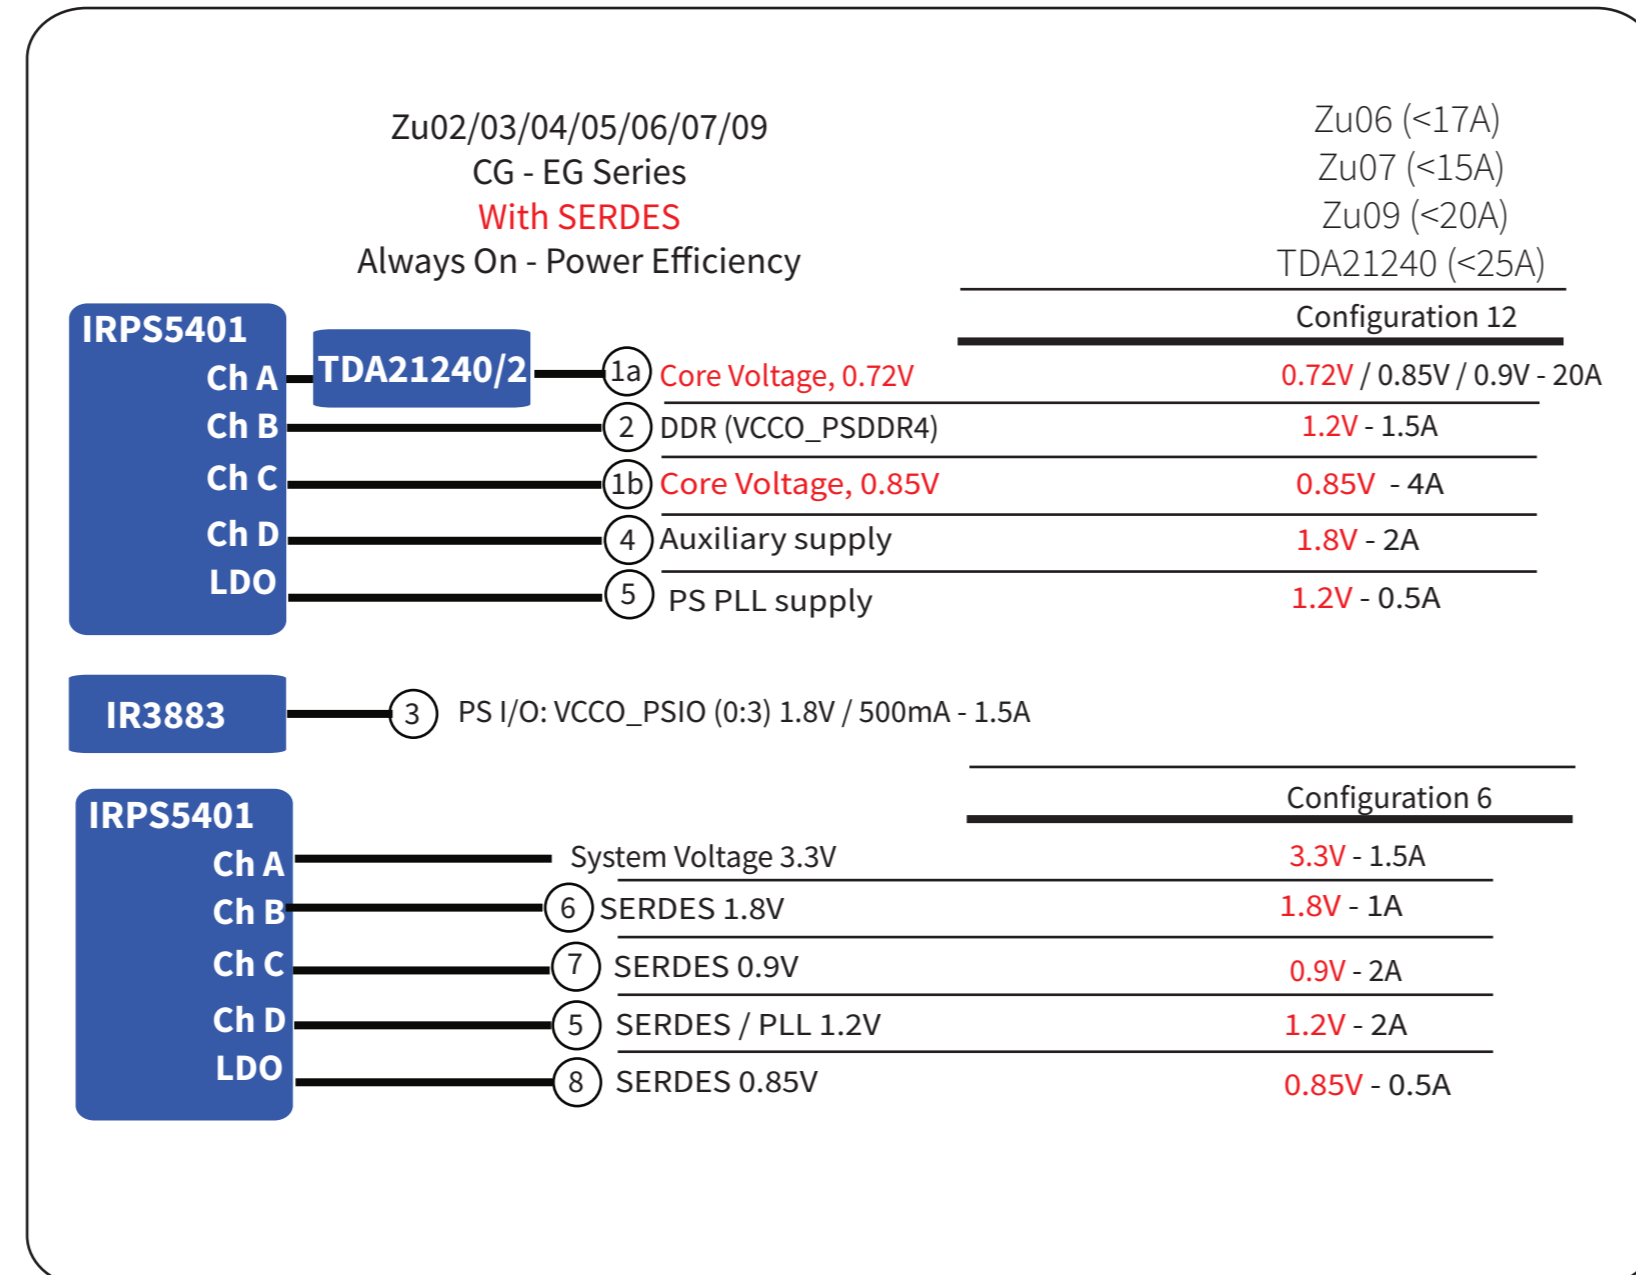 Zu02/03/04/05/06/07/09
CG - EG Series
With SERDES
Always On - Power Efficiency
Zu06 (<17A)
Zu07 (<15A)
Zu09 (<20A)
TDA21240 (<25A)
Configuration 12
IRPS5401
Ch A TDA21240/2 1a Core Voltage, 0.72V 0.72V / 0.85V / 0.9V - 20A
Ch B 2 DDR (VCCO_PSDDR4) 1.2V - 1.5A
Ch C 1b Core Voltage, 0.85V 0.85V - 4A
Ch D 4 Auxiliary supply 1.8V - 2A
LDO 5 PS PLL supply 1.2V - 0.5A
IR3883 3 PS I/O: VCCO_PSIO (0:3) 1.8V / 500mA - 1.5A
Configuration 6
IRPS5401
Ch A System Voltage 3.3V 3.3V - 1.5A
Ch B 6 SERDES 1.8V 1.8V - 1A
Ch C 7 SERDES 0.9V 0.9V - 2A
Ch D 5 SERDES / PLL 1.2V 1.2V - 2A
LDO 8 SERDES 0.85V 0.85V - 0.5A